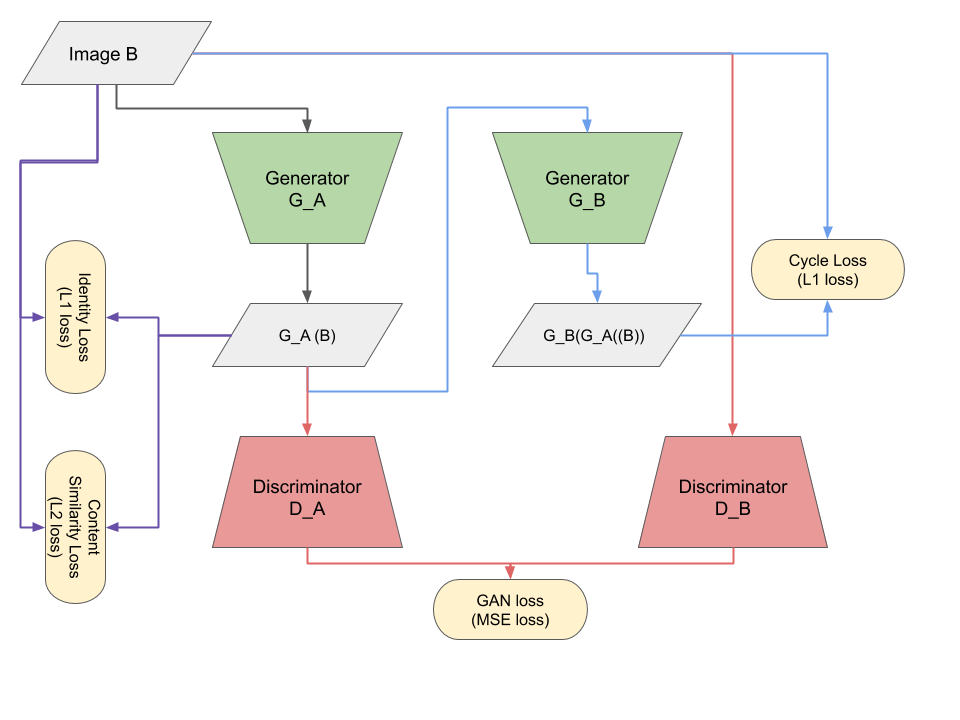 Image B
Generator
G_A
Generator
G_B
Cycle Loss
(L1 loss)
Identity Loss
(L1 loss)
G_A (B)
G_B(G_A((B))
Content
Similarity Loss
(L2 loss)
Discriminator
D_A
Discriminator
D_B
GAN loss
(MSE loss)